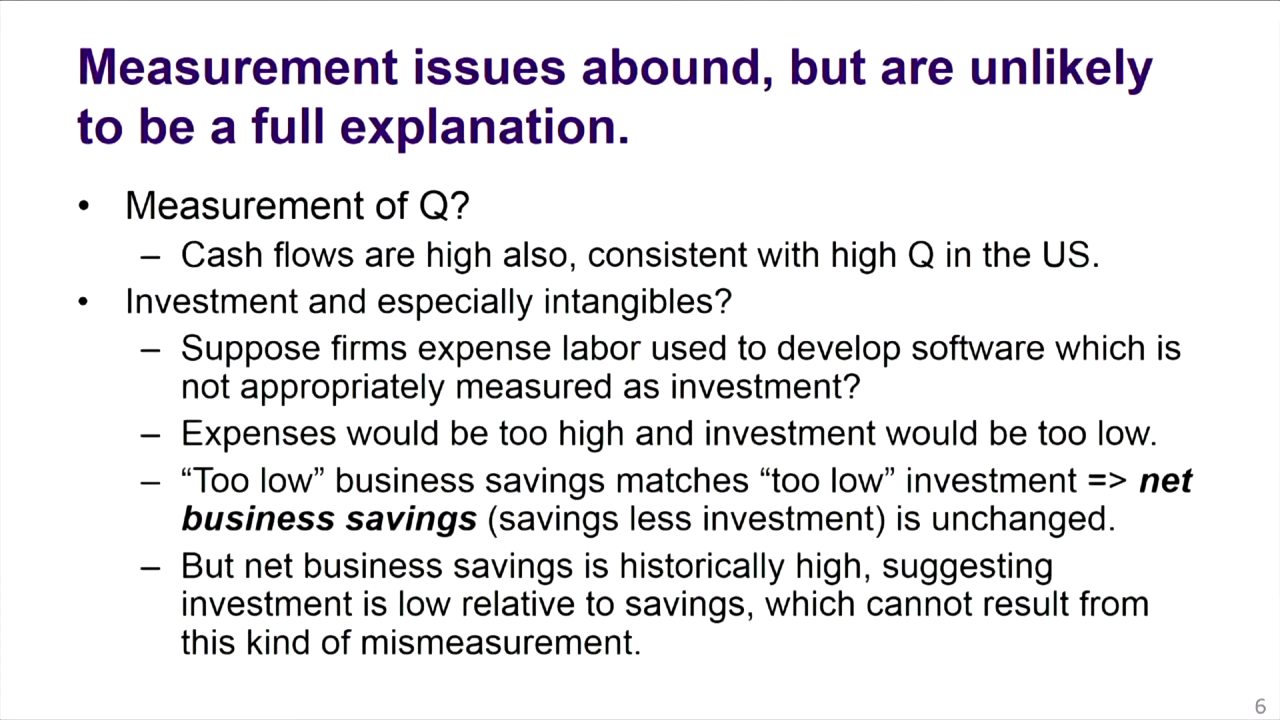 Measurement issues abound, but are unlikely
to be a full explanation.
• Measurement of Q?
– Cash flows are high also, consistent with high Q in the US.
• Investment and especially intangibles?
– Suppose firms expense labor used to develop software which is
not appropriately measured as investment?
– Expenses would be too high and investment would be too low.
– “Too low” business savings matches “too low” investment => net
business savings (savings less investment) is unchanged.
– But net business savings is historically high, suggesting
investment is low relative to savings, which cannot result from
this kind of mismeasurement.
6